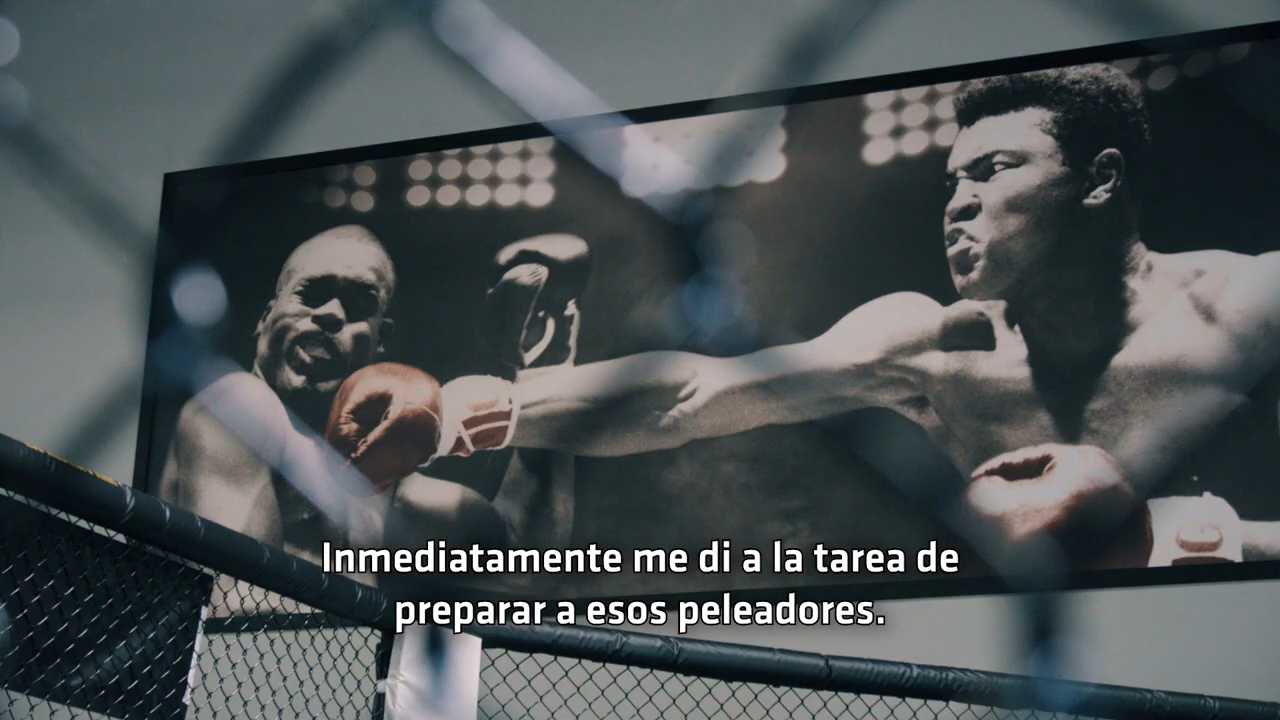 Inmediatamente me di a la tarea de
preparar a esos peleadores.